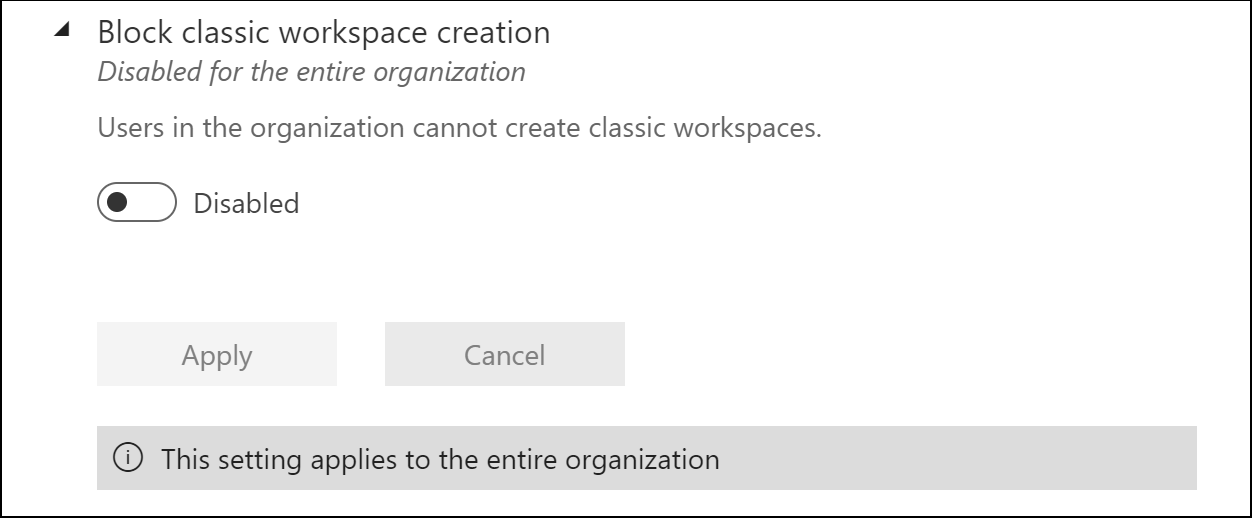 Block classic workspace creation
Disabled for the entire organization
Users in the organization cannot create classic workspaces.
Disabled
Apply Cancel
This setting applies to the entire organization